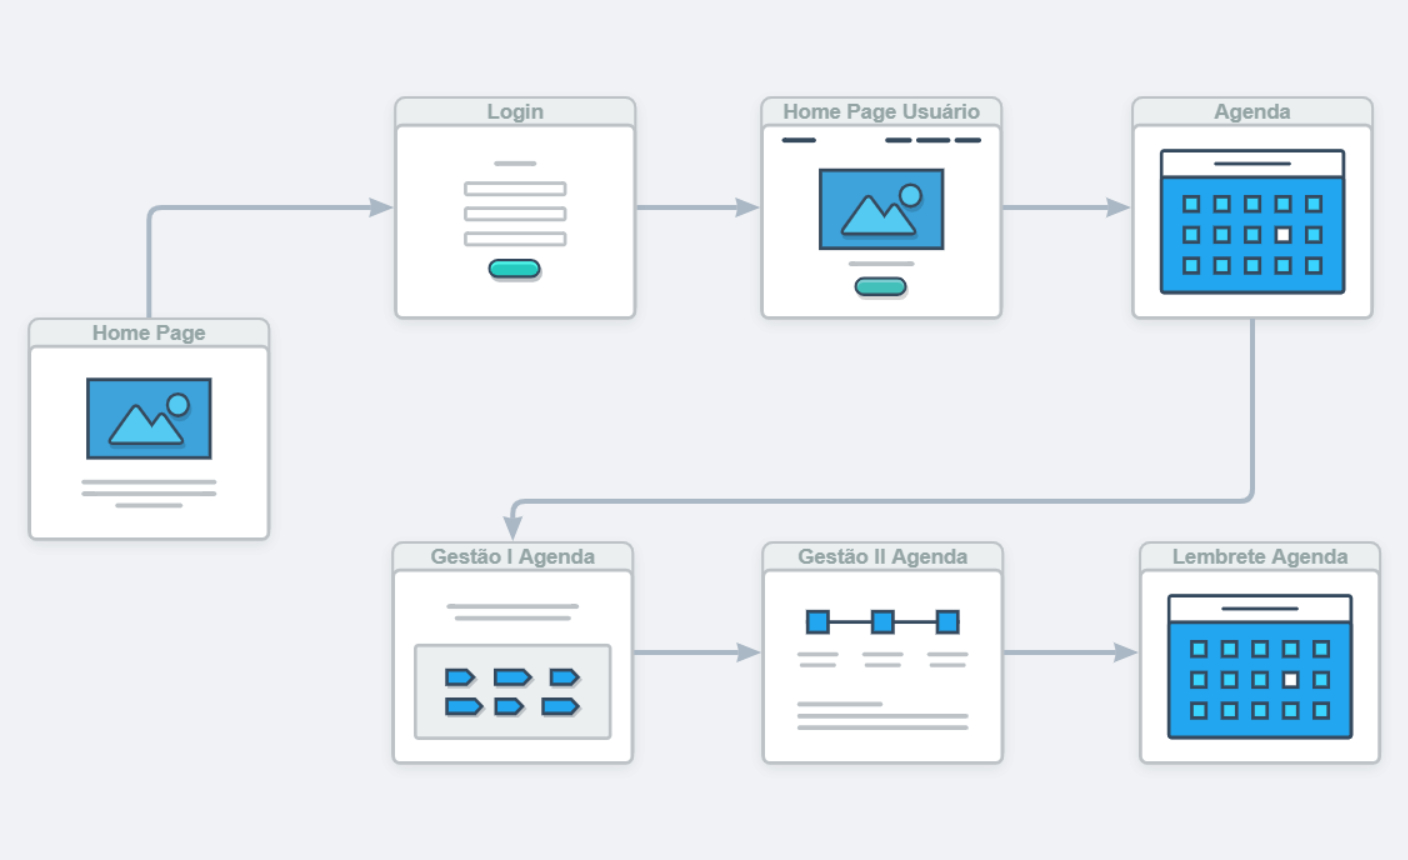 Login
Home Page Usuário
Agenda
Home Page
Gestão I Agenda
Gestão II Agenda
Lembrete Agenda